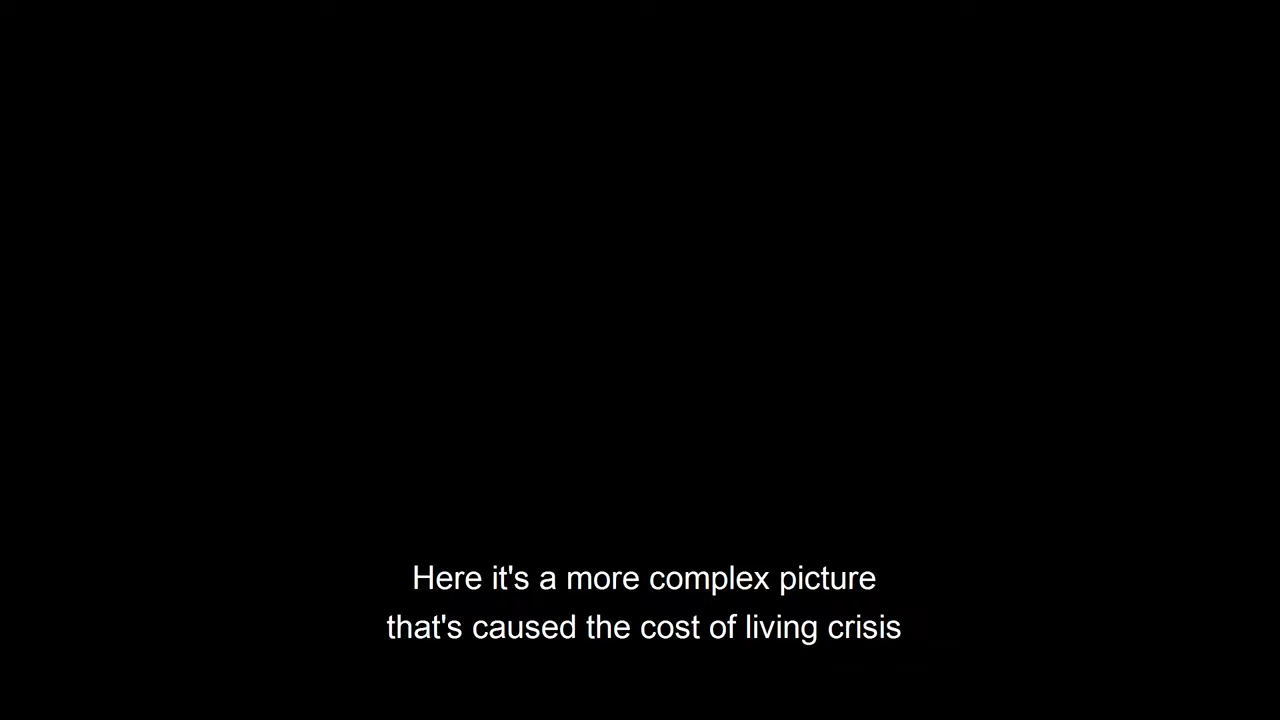 Here it's a more complex picture
that's caused the cost of living crisis